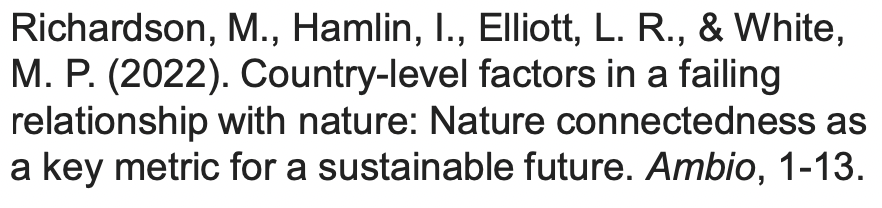 Richardson, M., Hamlin, I., Elliott, L. R., & White,
M. P. (2022). Country-level factors in a failing
relationship with nature: Nature connectedness as
a key metric for a sustainable future. Ambio, 1-13.